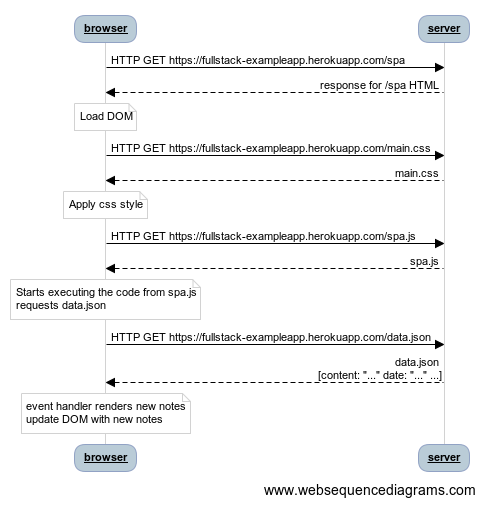 browser
server
HTTP GET https://fullstack-exampleapp.herokuapp.com/spa
response for /spa HTML
Load DOM
HTTP GET https://fullstack-exampleapp.herokuapp.com/main.css
main.css
Apply css style
HTTP GET https://fullstack-exampleapp.herokuapp.com/spa.js
spa.js
Starts executing the code from spa.js
requests data.json
HTTP GET https://fullstack-exampleapp.herokuapp.com/data.json
data.json
[content: "..." date: "..." ...]
event handler renders new notes
update DOM with new notes
browser
server
www.websequencediagrams.com